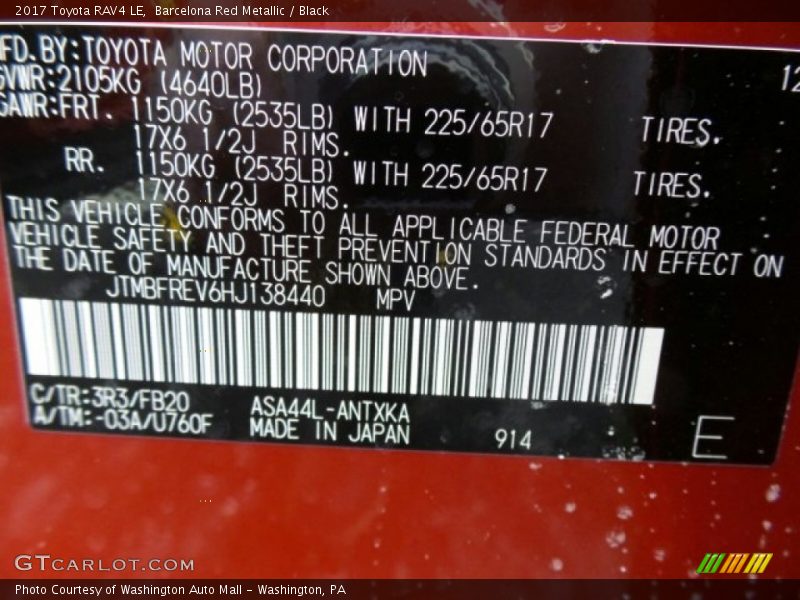 2017 Toyota RAV4 LE, Barcelona Red Metallic / Black
MFD.BY:TOYOTA MOTOR CORPORATION 12
GVWR:2105KG (4640LB)
GAWR:FRT. 1150KG (2535LB) WITH 225/65R17 TIRES.
17X6 1/2J RIMS.
RR. 1150KG (2535LB) WITH 225/65R17 TIRES.
17X6 1/2J RIMS.
THIS VEHICLE CONFORMS TO ALL APPLICABLE FEDERAL MOTOR
VEHICLE SAFETY AND THEFT PREVENTION STANDARDS IN EFFECT ON
THE DATE OF MANUFACTURE SHOWN ABOVE.
JTMBFREV6HJ138440 MPV
C/TR:3R3/FB20 ASA44L-ANTXKA
A/TM:-03A/U760F MADE IN JAPAN 914 E
GTCARLOT.COM
Photo Courtesy of Washington Auto Mall - Washington, PA